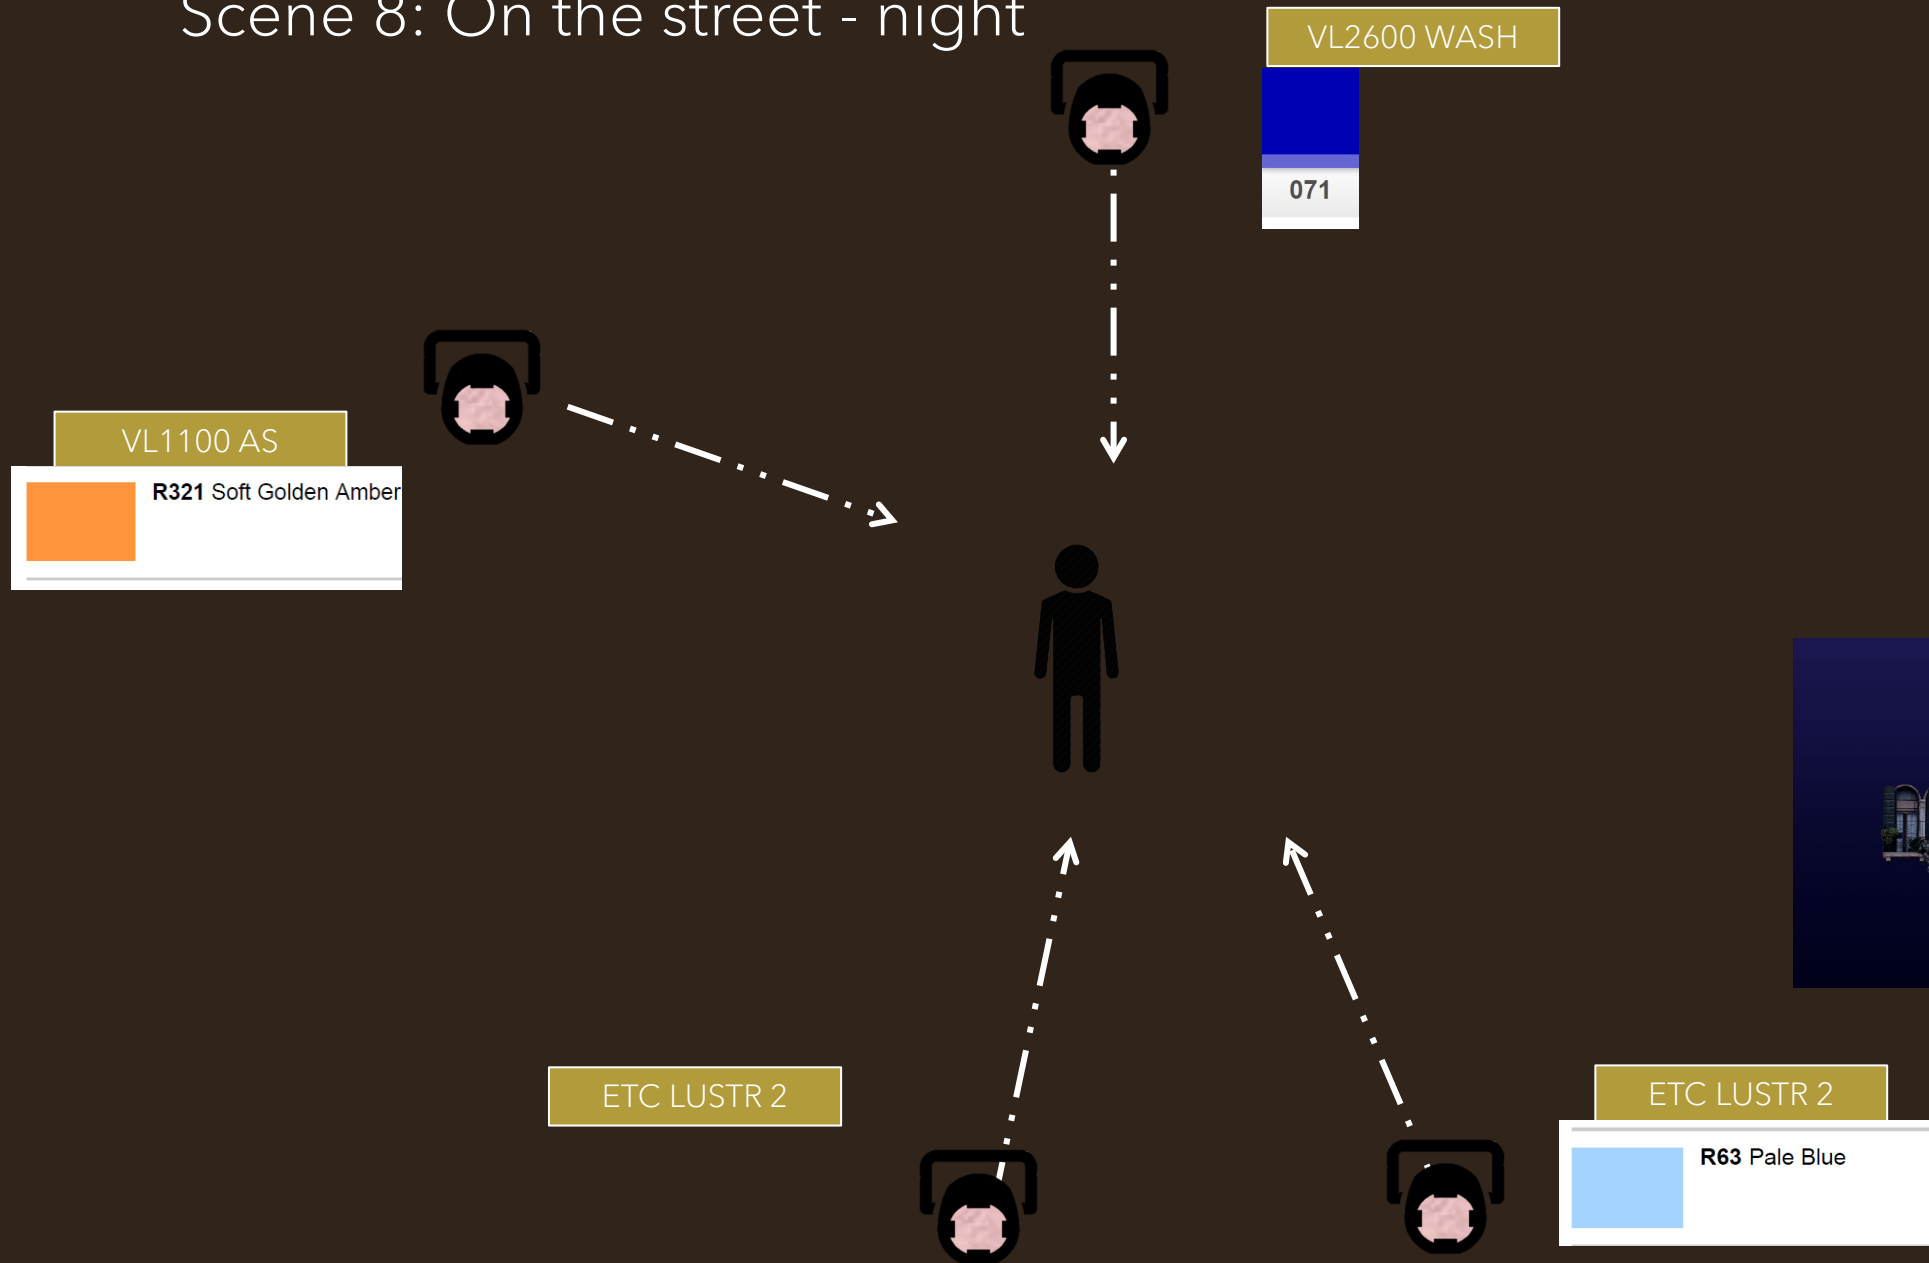 Scene 8: On the street - night
VL2600 WASH
071
VL1100 AS
R321 Soft Golden Amber
ETC LUSTR 2
ETC LUSTR 2
R63 Pale Blue